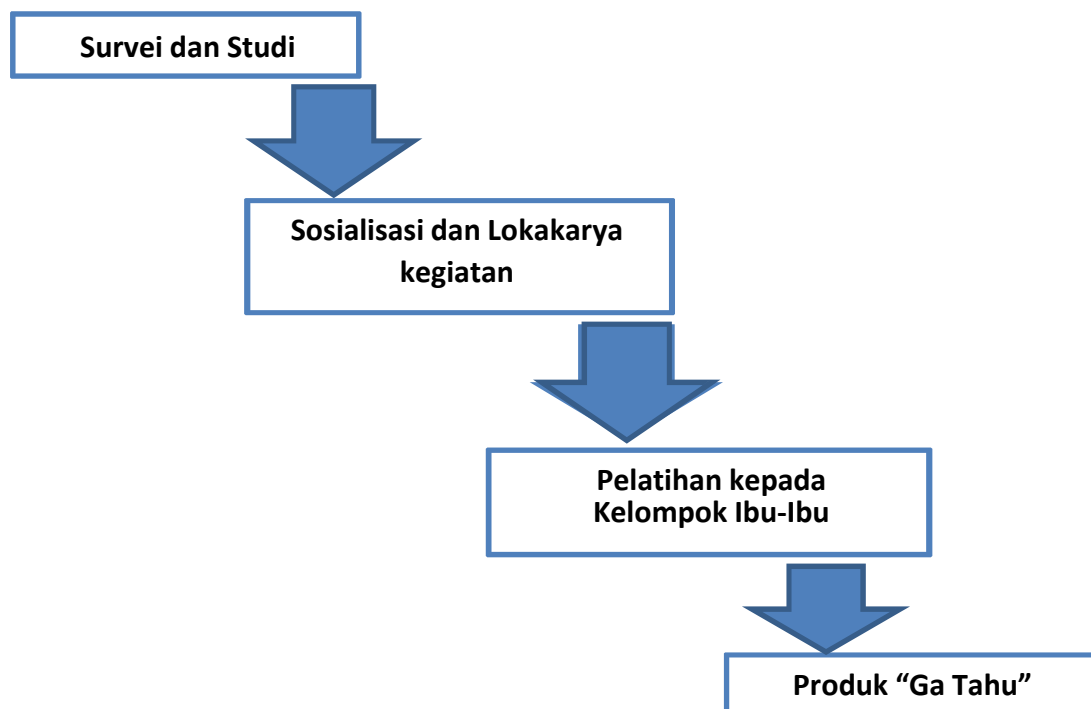 Survei dan Studi
Sosialisasi dan Lokakarya
kegiatan
Pelatihan kepada
Kelompok Ibu-Ibu
Produk “Ga Tahu”